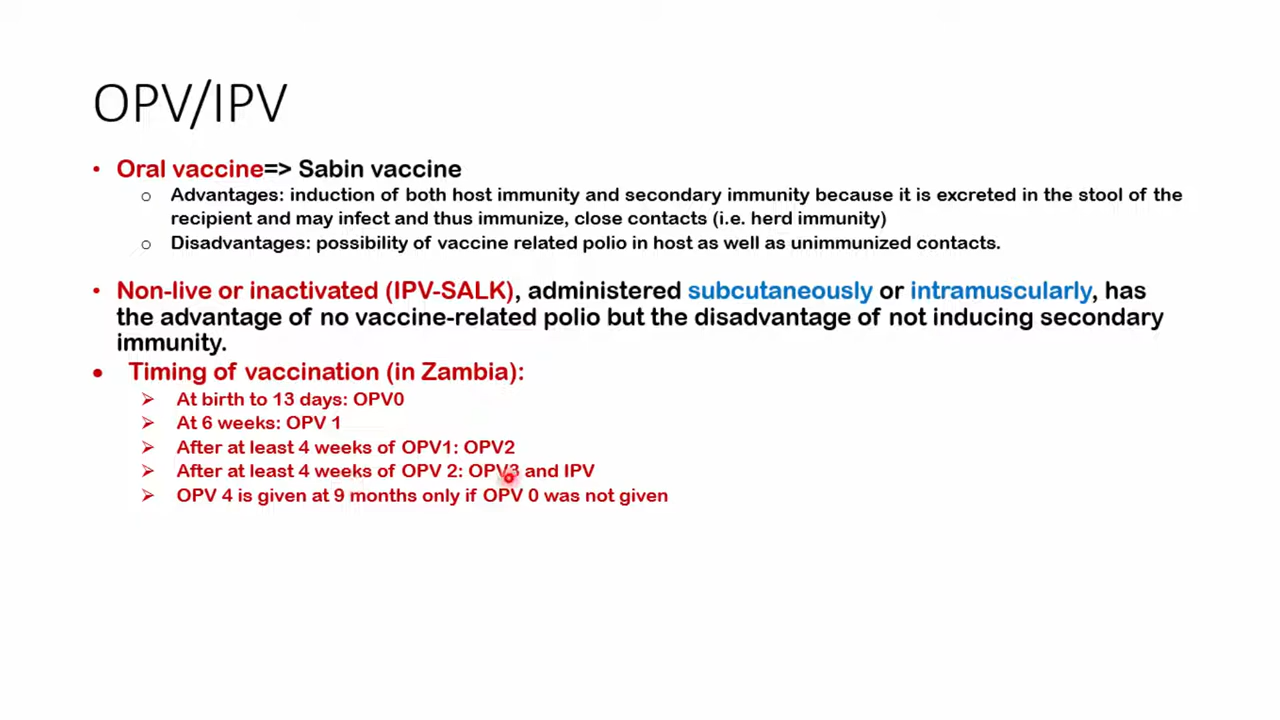 OPV/IPV
• Oral vaccine=> Sabin vaccine
o Advantages: induction of both host immunity and secondary immunity because it is excreted in the stool of the
recipient and may infect and thus immunize, close contacts (i.e. herd immunity)
o Disadvantages: possibility of vaccine related polio in host as well as unimmunized contacts.
• Non-live or inactivated (IPV-SALK), administered subcutaneously or intramuscularly, has
the advantage of no vaccine-related polio but the disadvantage of not inducing secondary
immunity.
• Timing of vaccination (in Zambia):
➢ At birth to 13 days: OPV0
➢ At 6 weeks: OPV 1
➢ After at least 4 weeks of OPV1: OPV2
➢ After at least 4 weeks of OPV 2: OPV3 and IPV
➢ OPV 4 is given at 9 months only if OPV 0 was not given